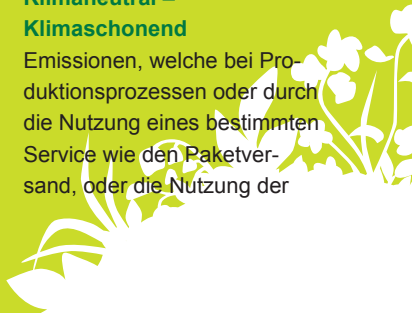 Klimaneutral –
Klimaschonend
Emissionen, welche bei Pro-
duktionsprozessen oder durch
die Nutzung eines bestimmten
Service wie den Paketver-
sand, oder die Nutzung der